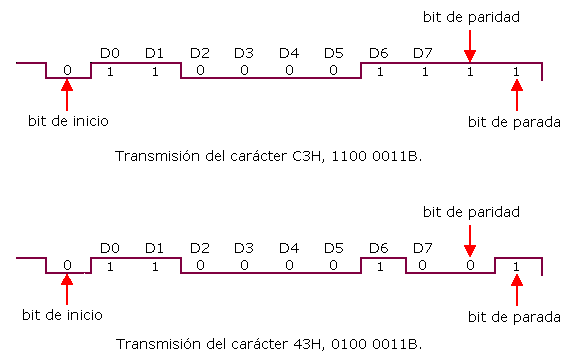 bit de paridad
D0 D1 D2 D3 D4 D5 D6 D7
0 1 1 0 0 0 0 1 1 1 1
bit de inicio
bit de parada
Transmisión del carácter C3H, 1100 0011B.
bit de paridad
D0 D1 D2 D3 D4 D5 D6 D7
0 1 1 0 0 0 0 1 0 0 1
bit de inicio
bit de parada
Transmisión del carácter 43H, 0100 0011B.